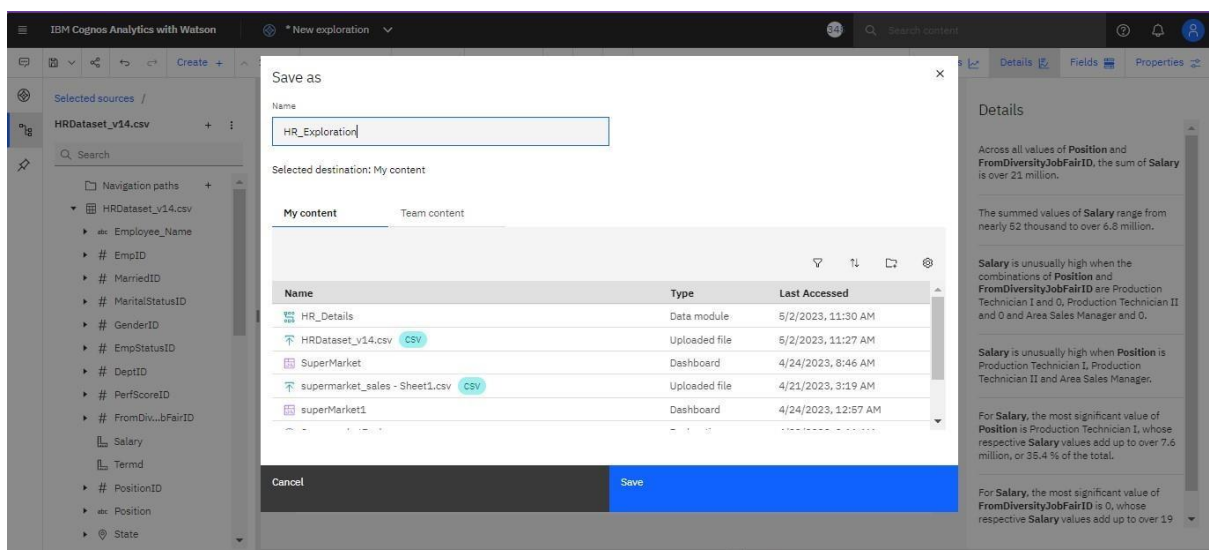 IBM Cognos Analytics with Watson
* New exploration
34
Search content
Create +
Details
Fields
Properties
Selected sources /
HRDataset_v14.csv
Search
Navigation paths
HRDataset_v14.csv
abc Employee_Name
# EmpID
# MarriedID
# MaritalStatusID
# GenderID
# EmpStatusID
# DeptID
# PerfScoreID
# FromDiv...bFairID
Salary
Termd
# PositionID
abc Position
State
Save as
Name
HR_Exploration
Selected destination: My content
My content Team content
Name Type Last Accessed
HR_Details Data module 5/2/2023, 11:30 AM
HRDataset_v14.csv CSV Uploaded file 5/2/2023, 11:27 AM
SuperMarket Dashboard 4/24/2023, 8:46 AM
supermarket_sales - Sheet1.csv CSV Uploaded file 4/21/2023, 3:19 AM
superMarket1 Dashboard 4/24/2023, 12:57 AM
Cancel
Save
Details
Across all values of Position and
FromDiversityJobFairID, the sum of Salary
is over 21 million.
The summed values of Salary range from
nearly 52 thousand to over 6.8 million.
Salary is unusually high when the
combinations of Position and
FromDiversityJobFairID are Production
Technician I and 0, Production Technician II
and 0 and Area Sales Manager and 0.
Salary is unusually high when Position is
Production Technician I, Production
Technician II and Area Sales Manager.
For Salary, the most significant value of
Position is Production Technician I, whose
respective Salary values add up to over 7.6
million, or 35.4 % of the total.
For Salary, the most significant value of
FromDiversityJobFairID is 0, whose
respective Salary values add up to over 19